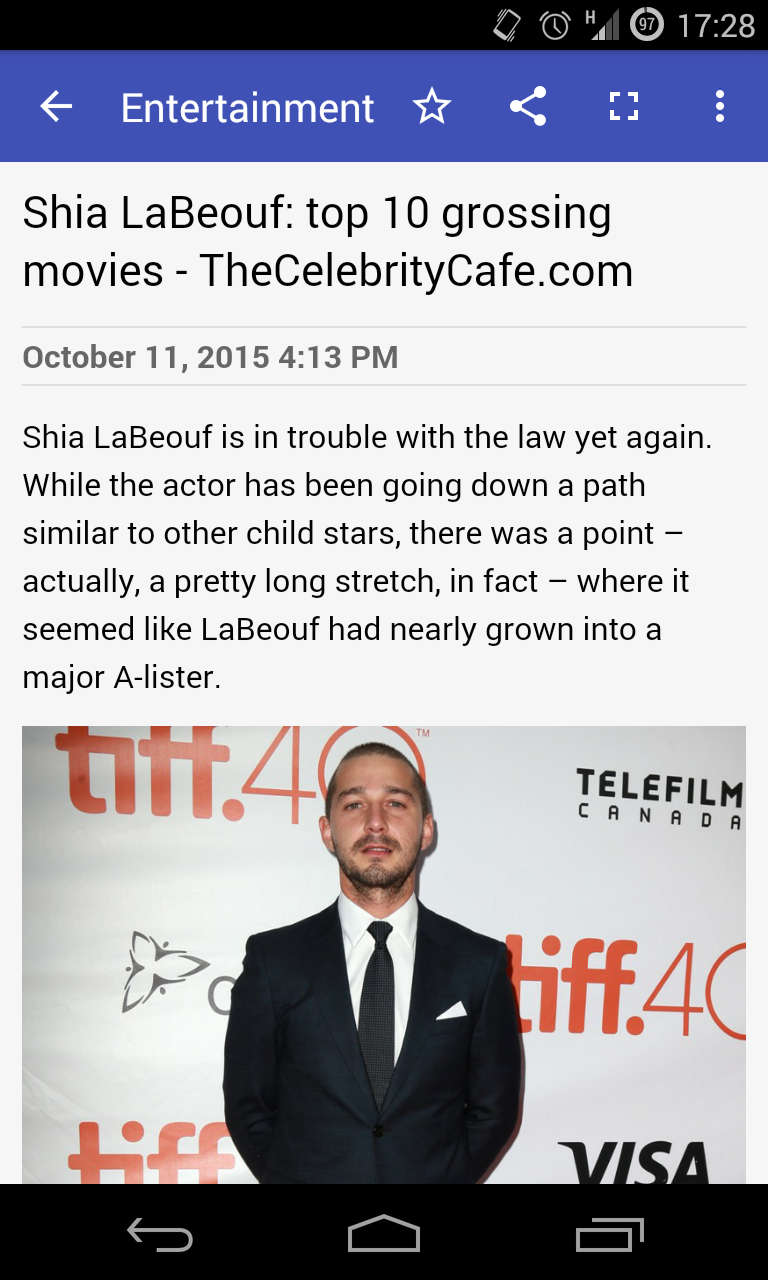 H 97 17:28
Entertainment
Shia LaBeouf: top 10 grossing
movies - TheCelebrityCafe.com
October 11, 2015 4:13 PM
Shia LaBeouf is in trouble with the law yet again.
While the actor has been going down a path
similar to other child stars, there was a point –
actually, a pretty long stretch, in fact – where it
seemed like LaBeouf had nearly grown into a
major A-lister.
tiff.40™
TELEFILM
CANADA
tiff.40
tiff
VISA